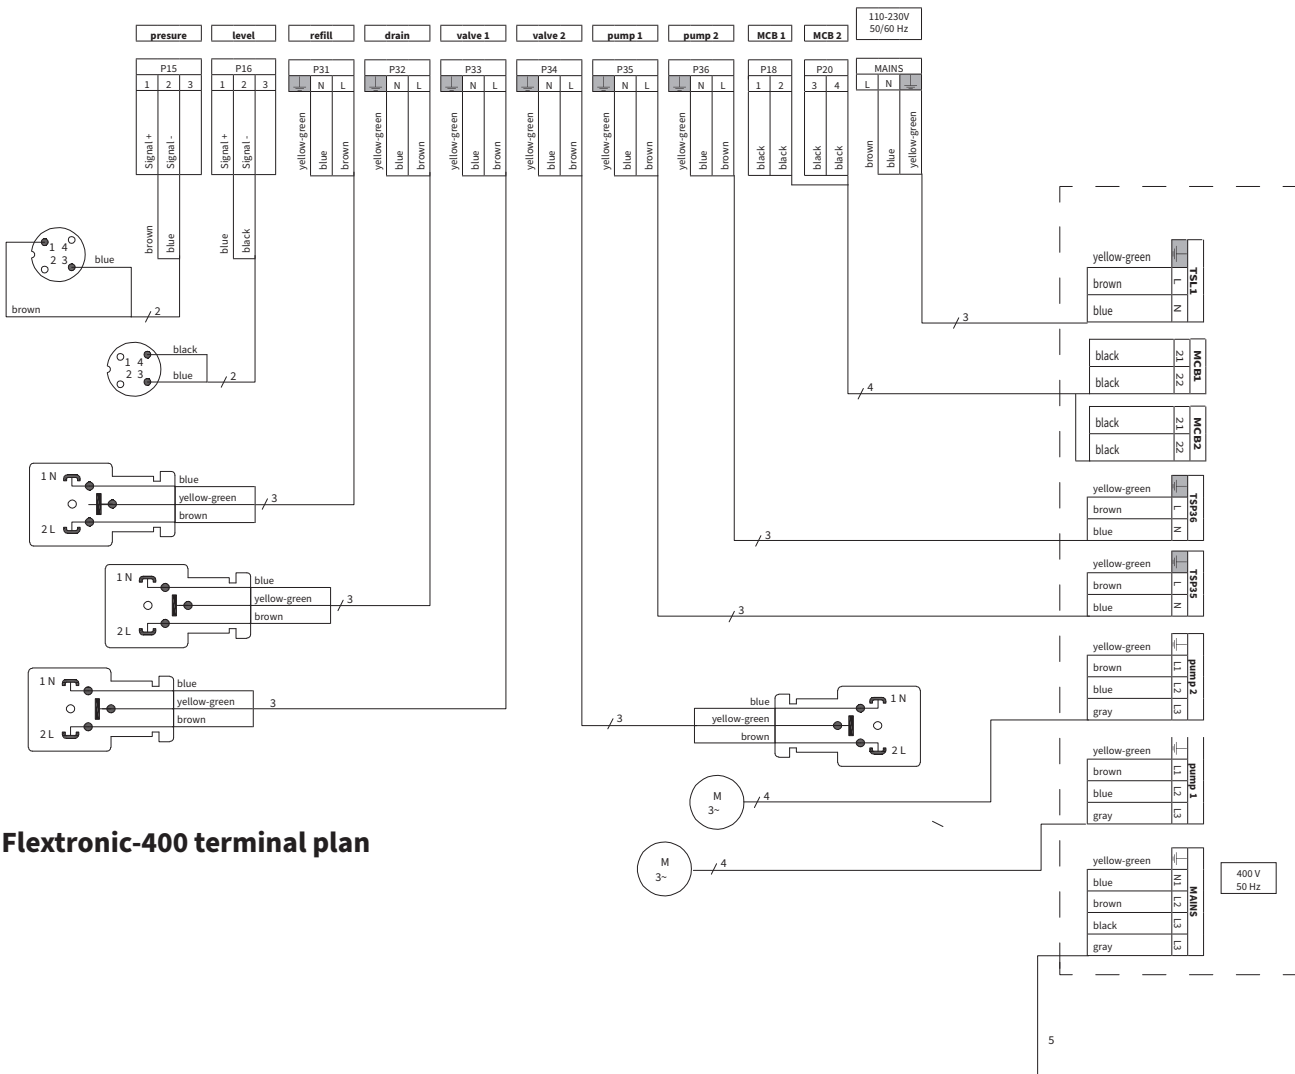 110-230V
50/60 Hz
presure level refill drain valve 1 valve 2 pump 1 pump 2 MCB 1 MCB 2
P15 P16 P31 P32 P33 P34 P35 P36 P18 P20 MAINS
1 2 3 1 2 3 N L N L N L N L N L N L 1 2 3 4 L N
Signal + Signal - Signal + Signal - yellow-green blue brown yellow-green blue brown yellow-green blue brown yellow-green blue brown yellow-green blue brown yellow-green blue brown black black black black brown blue yellow-green
brown blue blue black
1 4
2 3
blue
brown
2
1 4
2 3
black
blue
2
1 N
2 L
blue
yellow-green
brown
3
1 N
2 L
blue
yellow-green
brown
3
1 N
2 L
blue
yellow-green
brown
3
3
blue
yellow-green
brown
1 N
2 L
M
3~
4
M
3~
4
3
4
3
3
yellow-green
brown L
blue N
TSL1
black 21
black 22
MCB1
black 21
black 22
MCB2
yellow-green
brown L
blue N
TSP36
yellow-green
brown L
blue N
TSP35
yellow-green
brown L1
blue L2
gray L3
pump 2
yellow-green
brown L1
blue L2
gray L3
pump 1
yellow-green
blue N1
brown L2
black L3
gray L3
MAINS
400 V
50 Hz
5
Flextronic-400 terminal plan